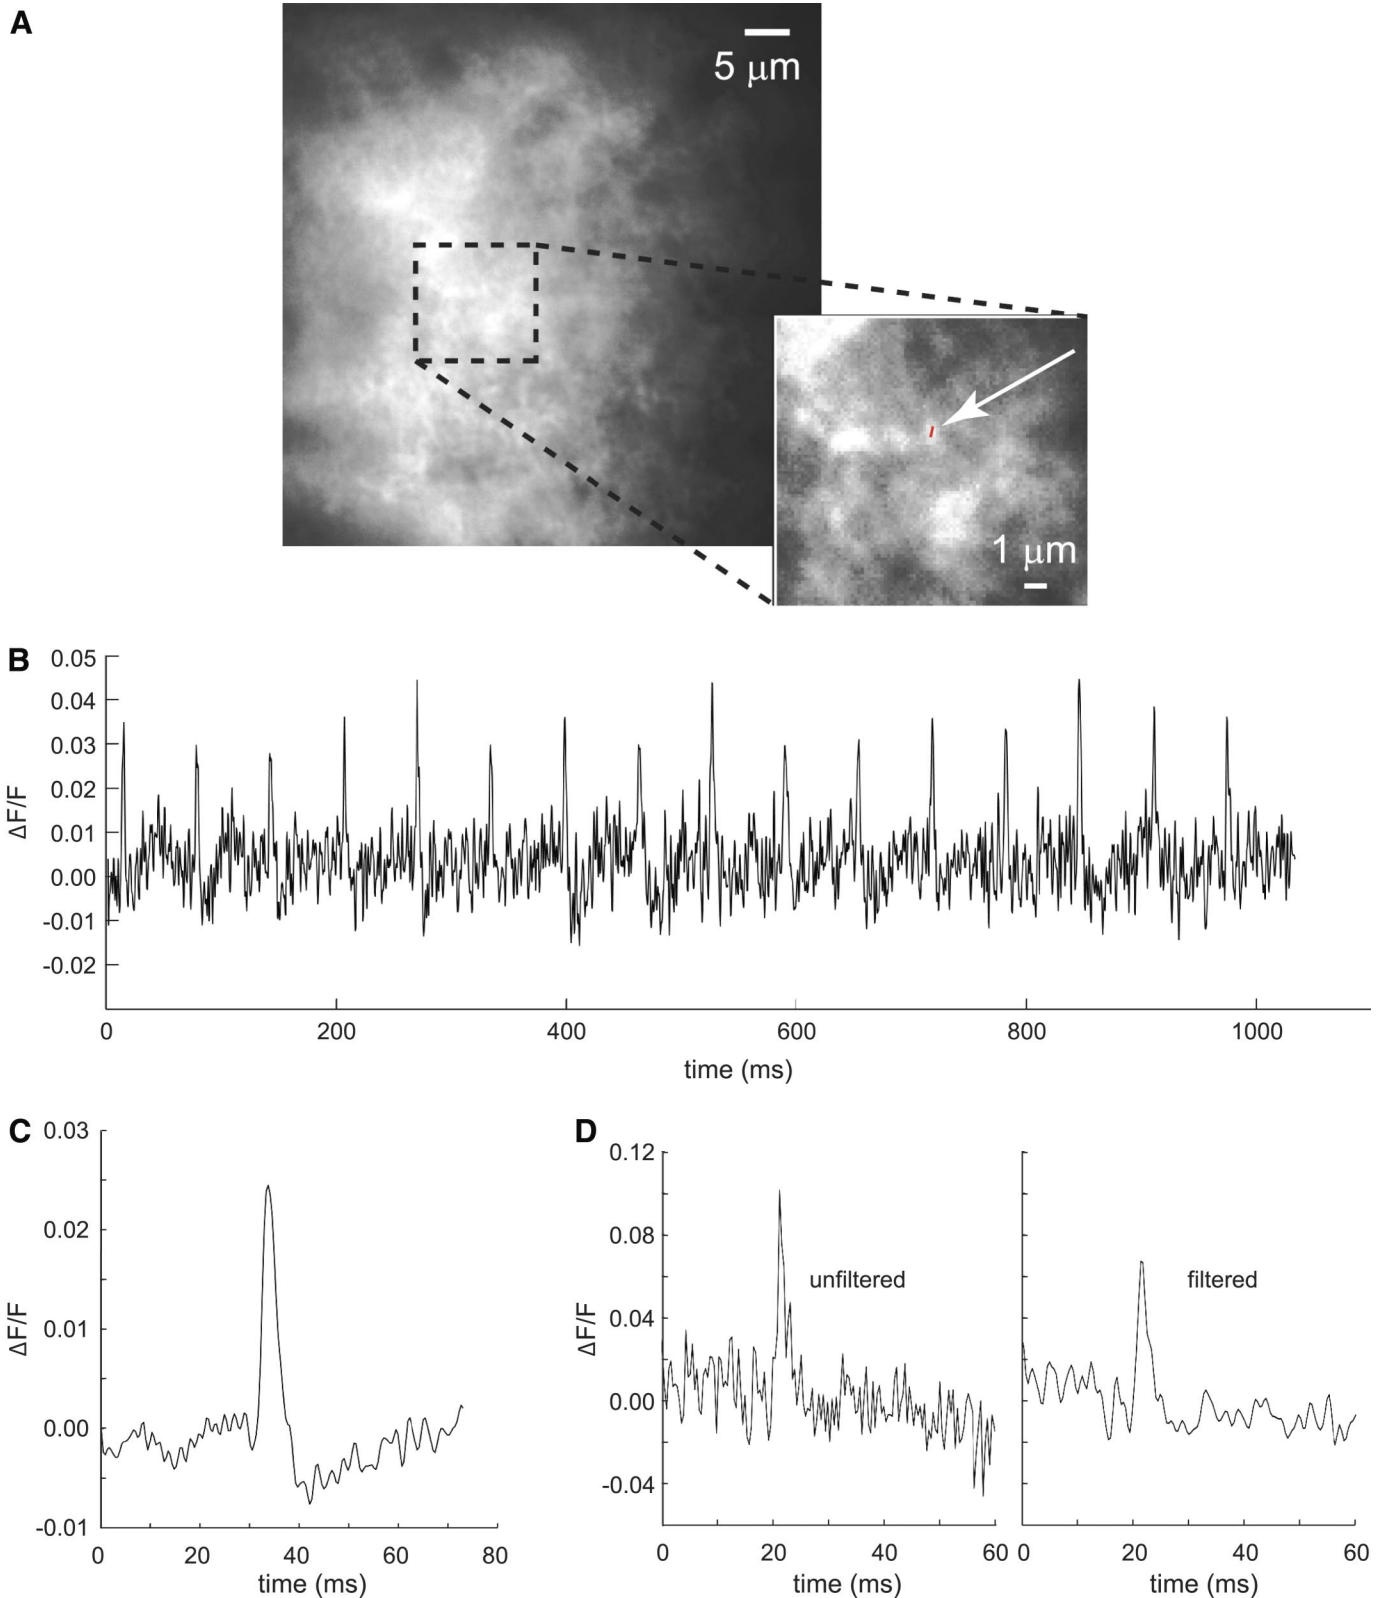 A
5 μm
1 μm
B
0.05
0.04
0.03
0.02
0.01
0.00
-0.01
-0.02
ΔF/F
0 200 400 600 800 1000
time (ms)
C
0.03
0.02
0.01
0.00
-0.01
ΔF/F
0 20 40 60 80
time (ms)
D
0.12
0.08
0.04
0.00
-0.04
ΔF/F
unfiltered
filtered
0 20 40 60
time (ms)
0 20 40 60
time (ms)